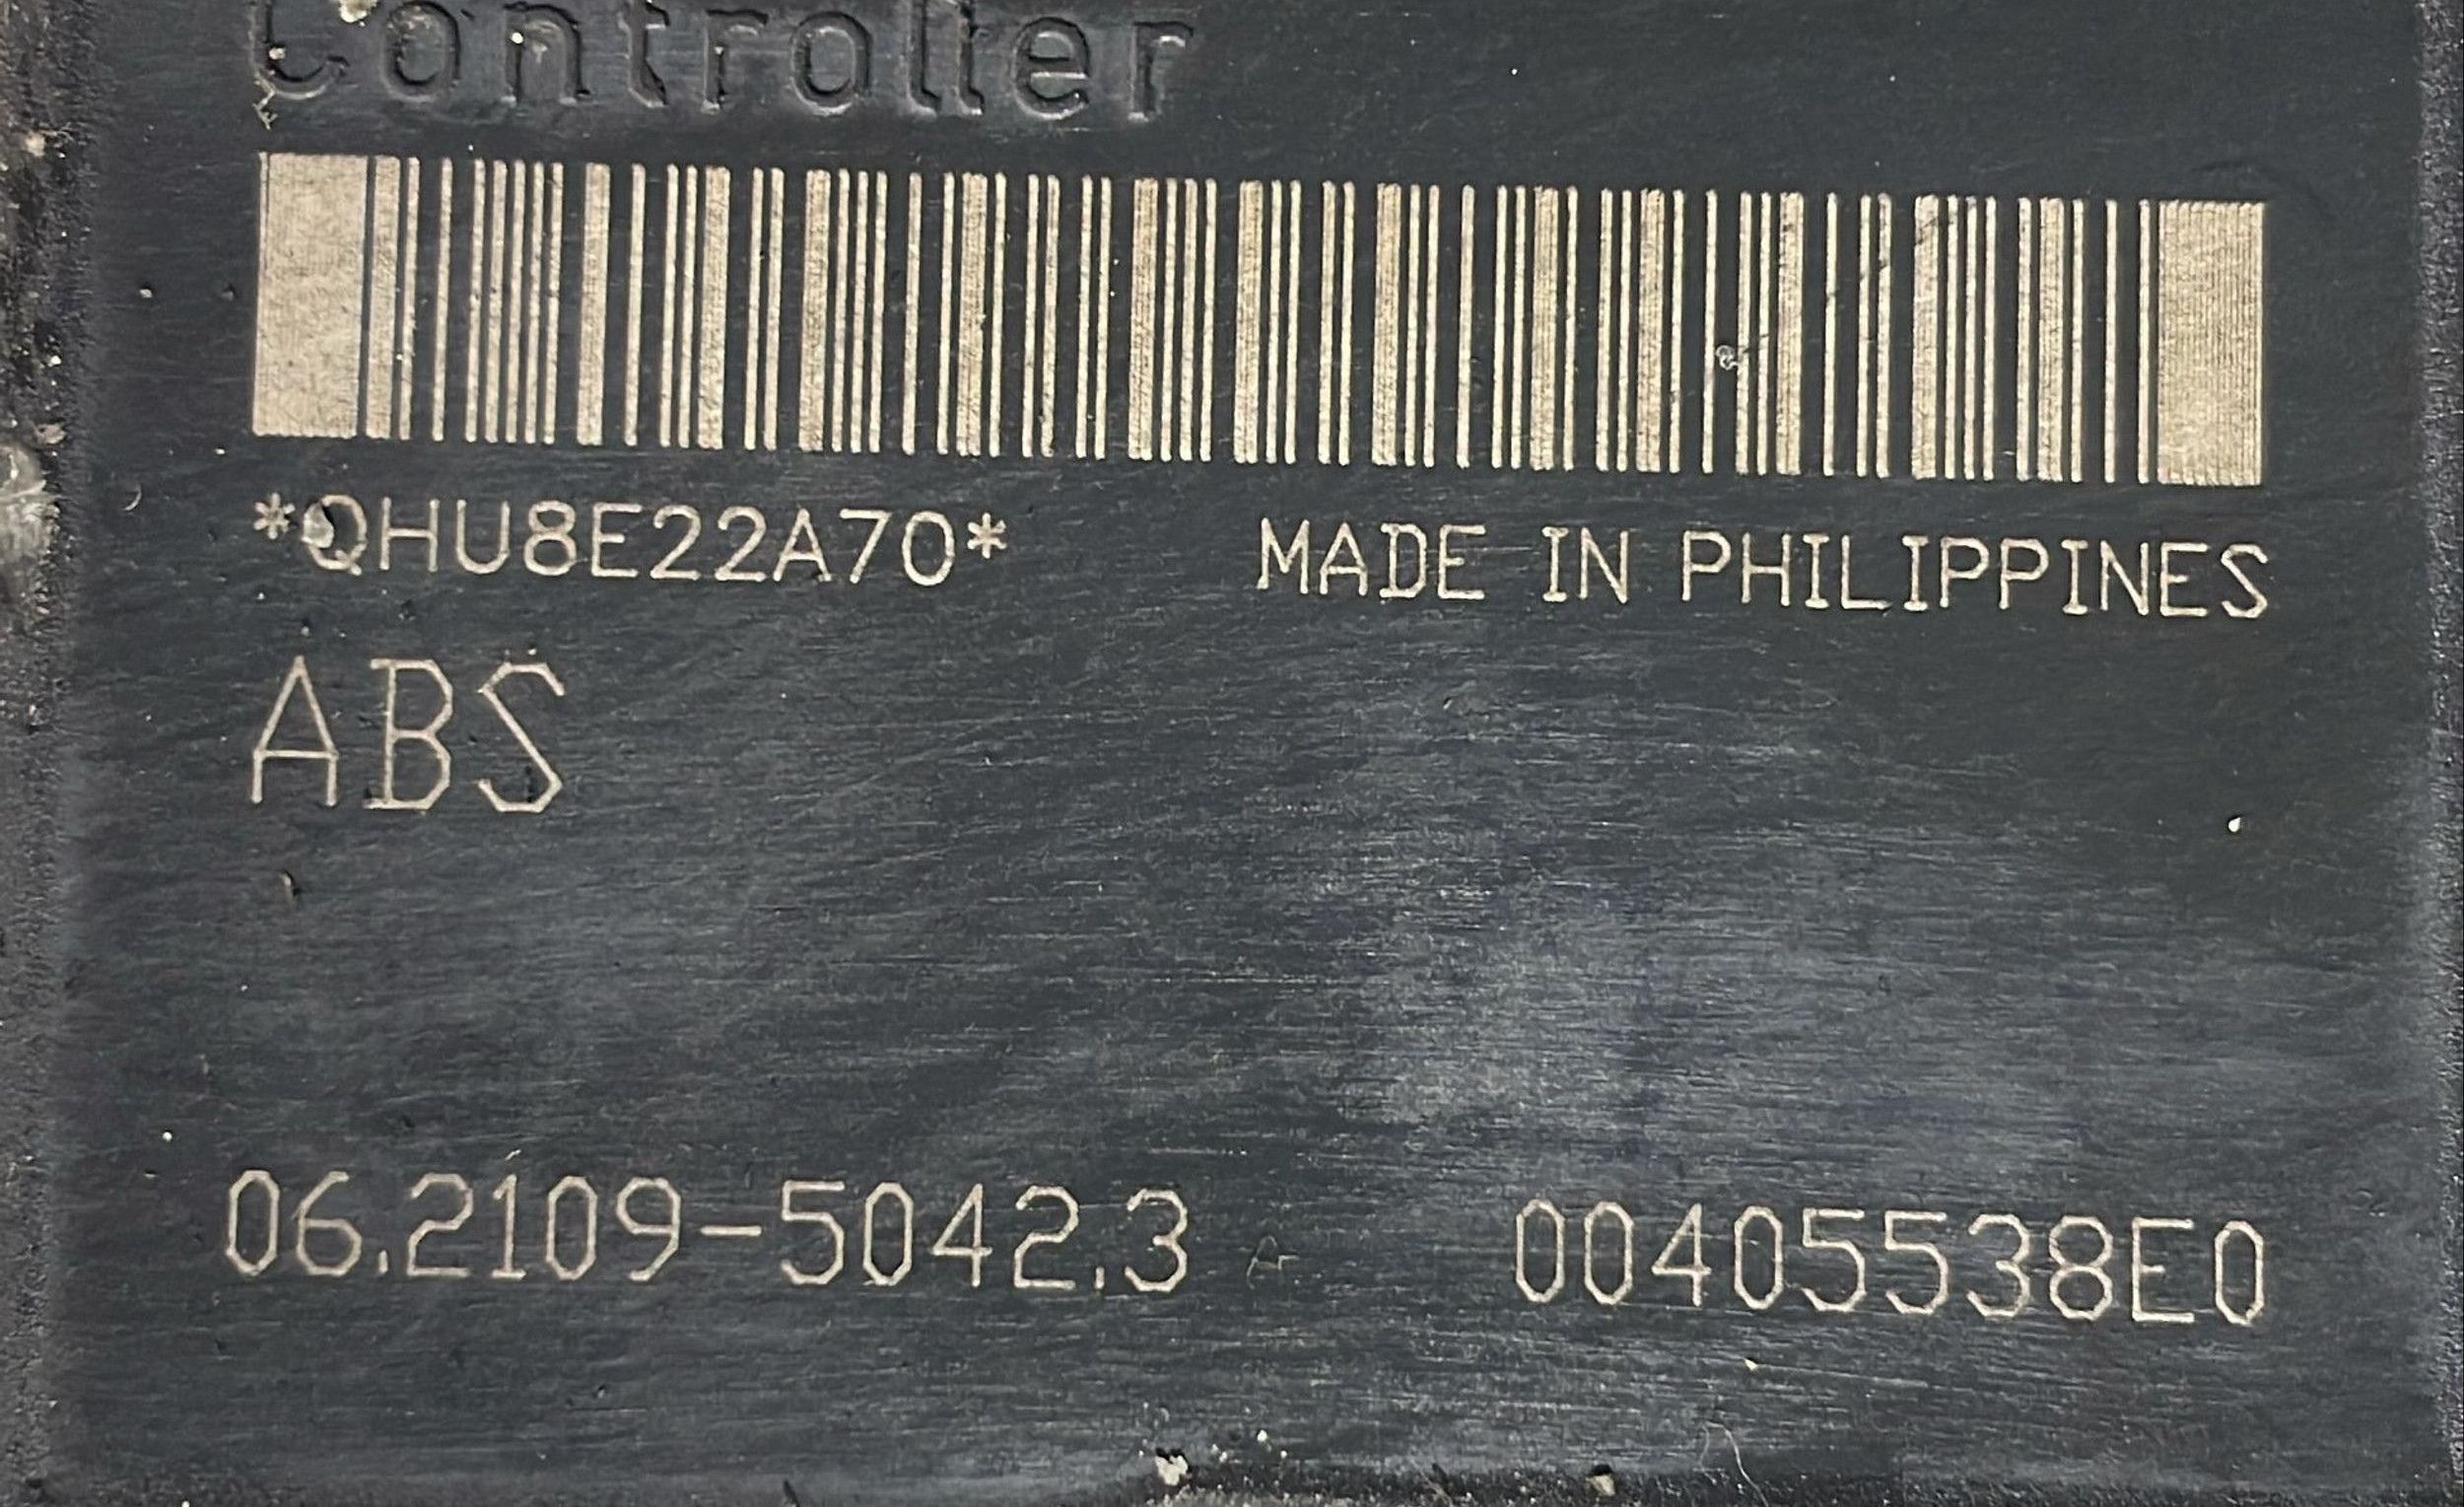 Controller
*QHU8E22A70* MADE IN PHILIPPINES
ABS
06.2109-5042.3 00405538E0